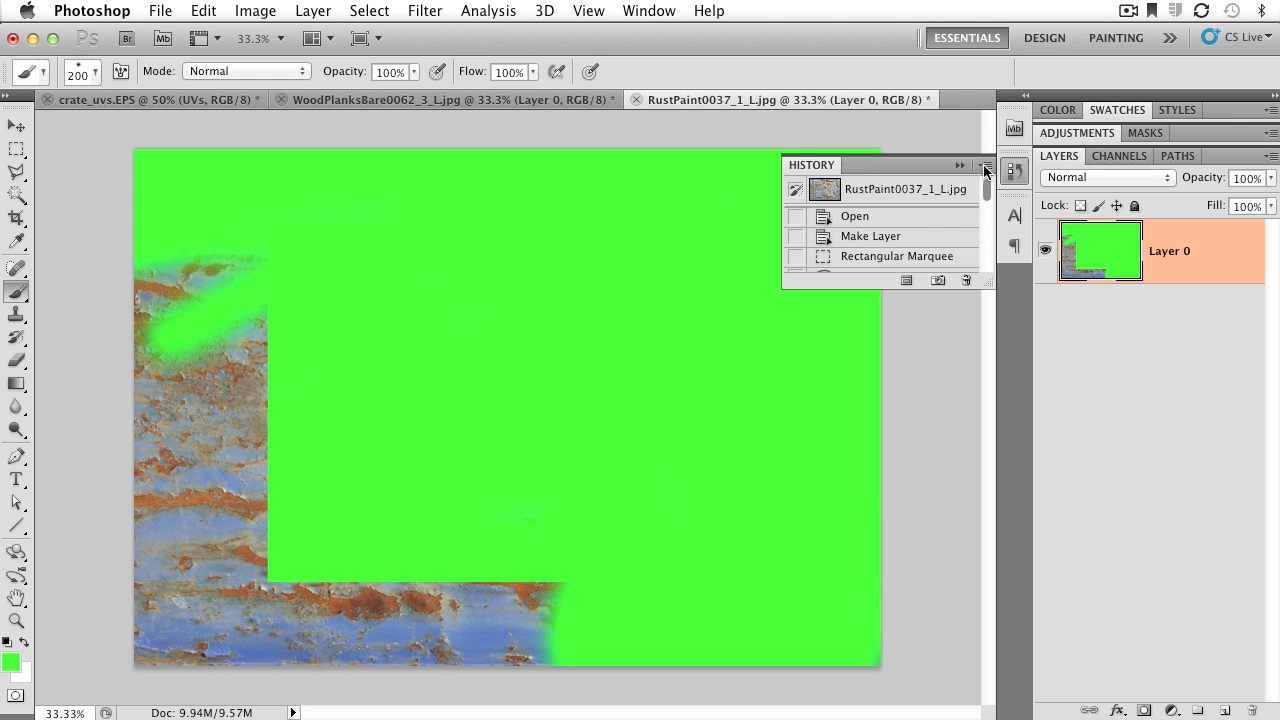 Photoshop File Edit Image Layer Select Filter Analysis 3D View Window Help
Ps Br Mb 33.3% ESSENTIALS DESIGN PAINTING CS Live
200 Mode: Normal Opacity: 100% Flow: 100%
crate_uvs.EPS @ 50% (UVs, RGB/8) * WoodPlanksBare0062_3_L.jpg @ 33.3% (Layer 0, RGB/8) * RustPaint0037_1_L.jpg @ 33.3% (Layer 0, RGB/8) *
COLOR SWATCHES STYLES
Mb
ADJUSTMENTS MASKS
LAYERS CHANNELS PATHS
HISTORY
Normal Opacity: 100%
RustPaint0037_1_L.jpg
Lock: Fill: 100%
Open
Make Layer
Rectangular Marquee
Layer 0
A
T
33.33% Doc: 9.94M/9.57M
fx